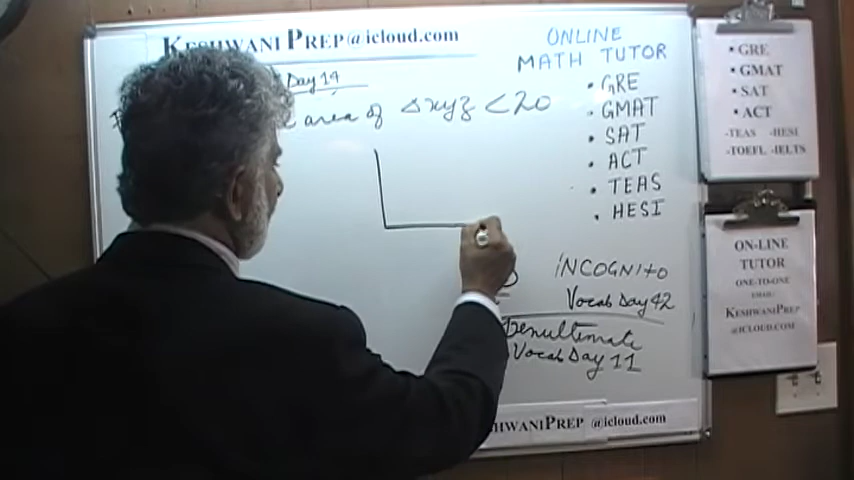 KESHWANI PREP@icloud.com
Day 19
area of △xyz < 20
ONLINE
MATH TUTOR
• GRE
• GMAT
• SAT
• ACT
• TEAS
• HESI
INCOGNITO
Vocab Day 42
Penultimate
Vocab Day 11
HWANIPREP @icloud.com
• GRE
• GMAT
• SAT
• ACT
-TEAS -HESI
-TOEFL -IELTS
ON-LINE
TUTOR
ONE-TO-ONE
EMAIL:
KESHWANIPREP
@ICLOUD.COM